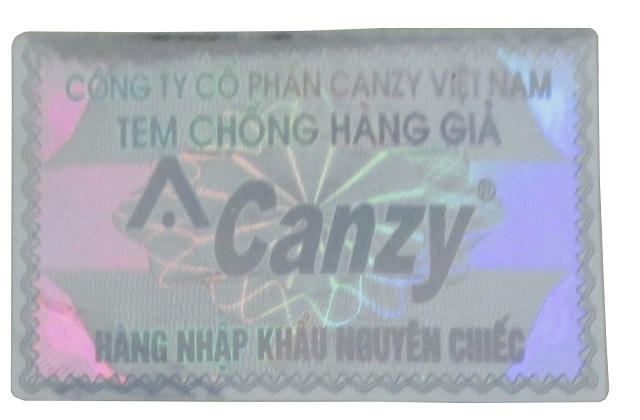 CÔNG TY CỔ PHẦN CANZY VIỆT NAM
TEM CHỐNG HÀNG GIẢ
Canzy®
HÀNG NHẬP KHẨU NGUYÊN CHIẾC